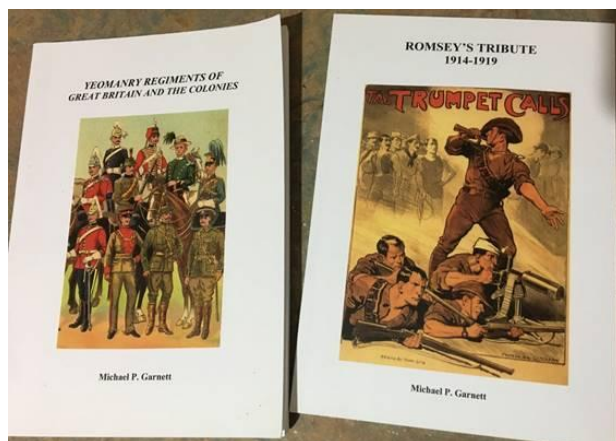 YEOMANRY REGIMENTS OF
GREAT BRITAIN AND THE COLONIES
Michael P. Garnett
ROMSEY'S TRIBUTE
1914-1919
THE TRUMPET CALLS
Michael P. Garnett